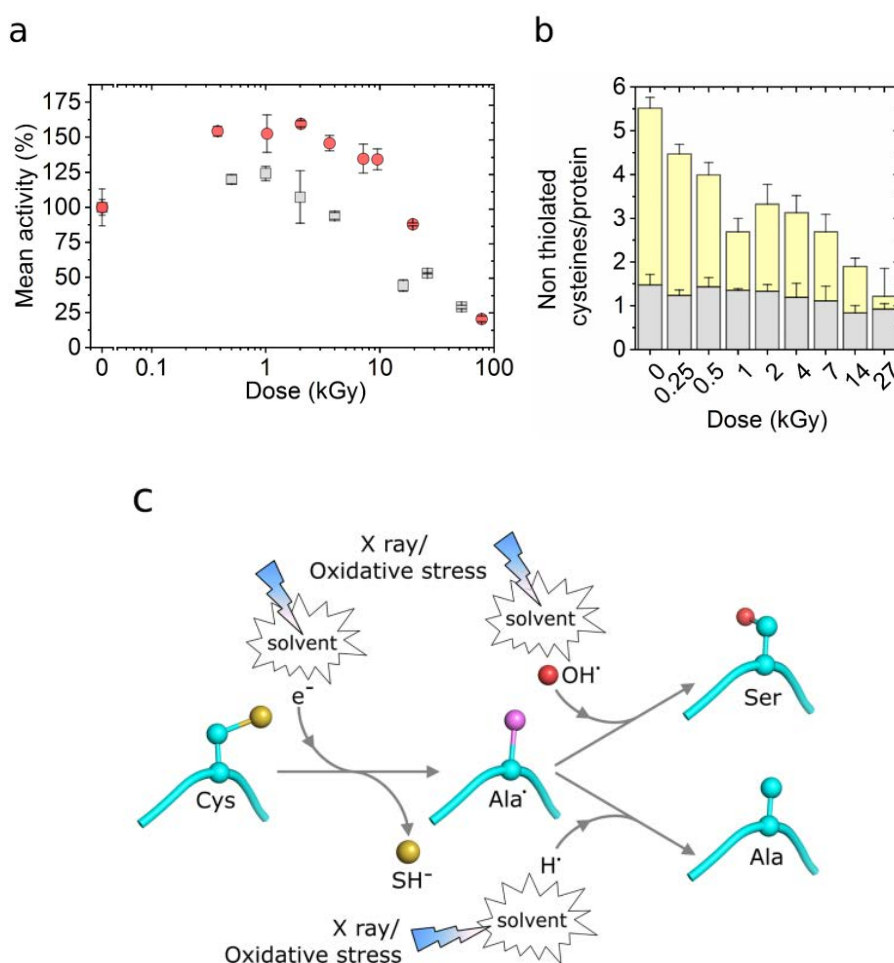 a
Mean activity (%)
175
150
125
100
75
50
25
0
0 0.1 1 10 100
Dose (kGy)
b
Non thiolated
cysteines/protein
6
5
4
3
2
1
0
0 0.25 0.5 1 2 4 7 14 27
Dose (kGy)
c
X ray/
Oxidative stress
solvent
solvent
e⁻
OH˙
Ser
Cys
Ala˙
SH⁻
H˙
Ala
X ray/
Oxidative stress
solvent